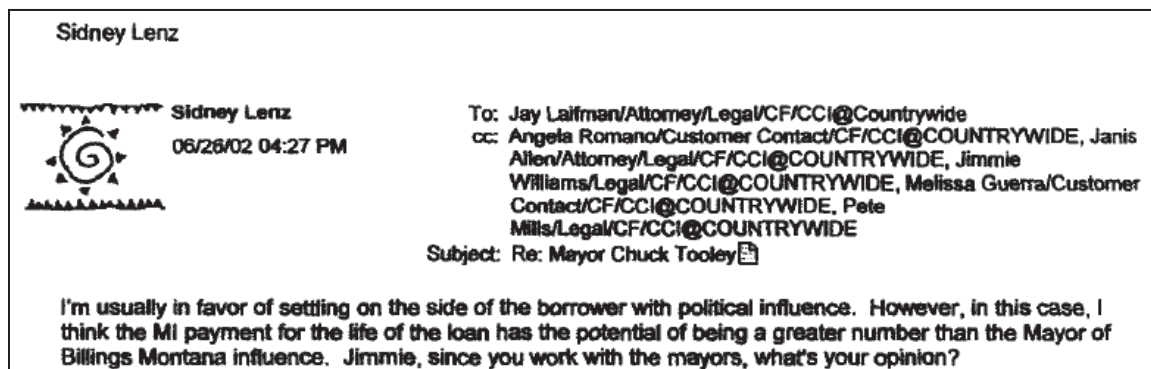 Sidney Lenz
Sidney Lenz
06/26/02 04:27 PM
To: Jay Laifman/Attorney/Legal/CF/CCI@Countrywide
cc: Angela Romano/Customer Contact/CF/CCI@COUNTRYWIDE, Janis
Allen/Attorney/Legal/CF/CCI@COUNTRYWIDE, Jimmie
Williams/Legal/CF/CCI@COUNTRYWIDE, Melissa Guerra/Customer
Contact/CF/CCI@COUNTRYWIDE, Pete
Mills/Legal/CF/CCI@COUNTRYWIDE
Subject: Re: Mayor Chuck Tooley
I'm usually in favor of settling on the side of the borrower with political influence. However, in this case, I
think the MI payment for the life of the loan has the potential of being a greater number than the Mayor of
Billings Montana influence. Jimmie, since you work with the mayors, what's your opinion?